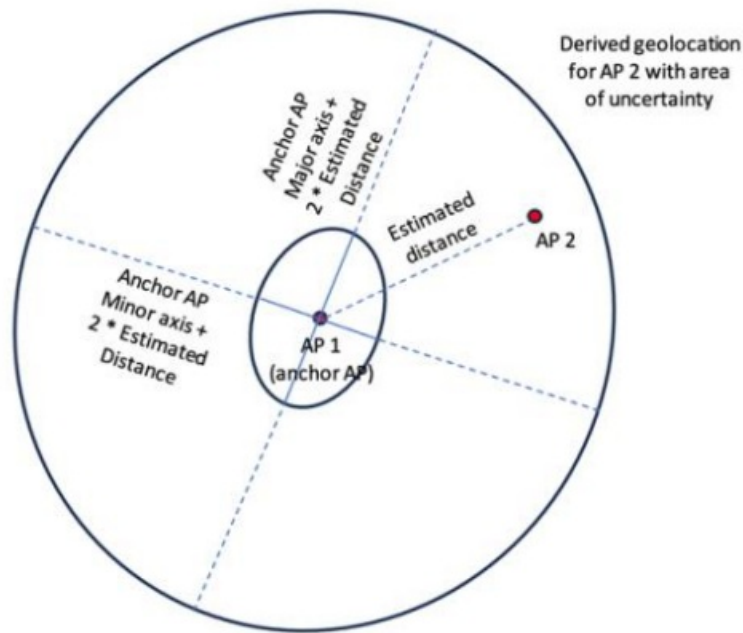 Derived geolocation
for AP 2 with area
of uncertainty
Anchor AP
Major axis +
2 * Estimated
Distance
Estimated
distance
AP 2
Anchor AP
Minor axis +
2 * Estimated
Distance
AP 1
(anchor AP)